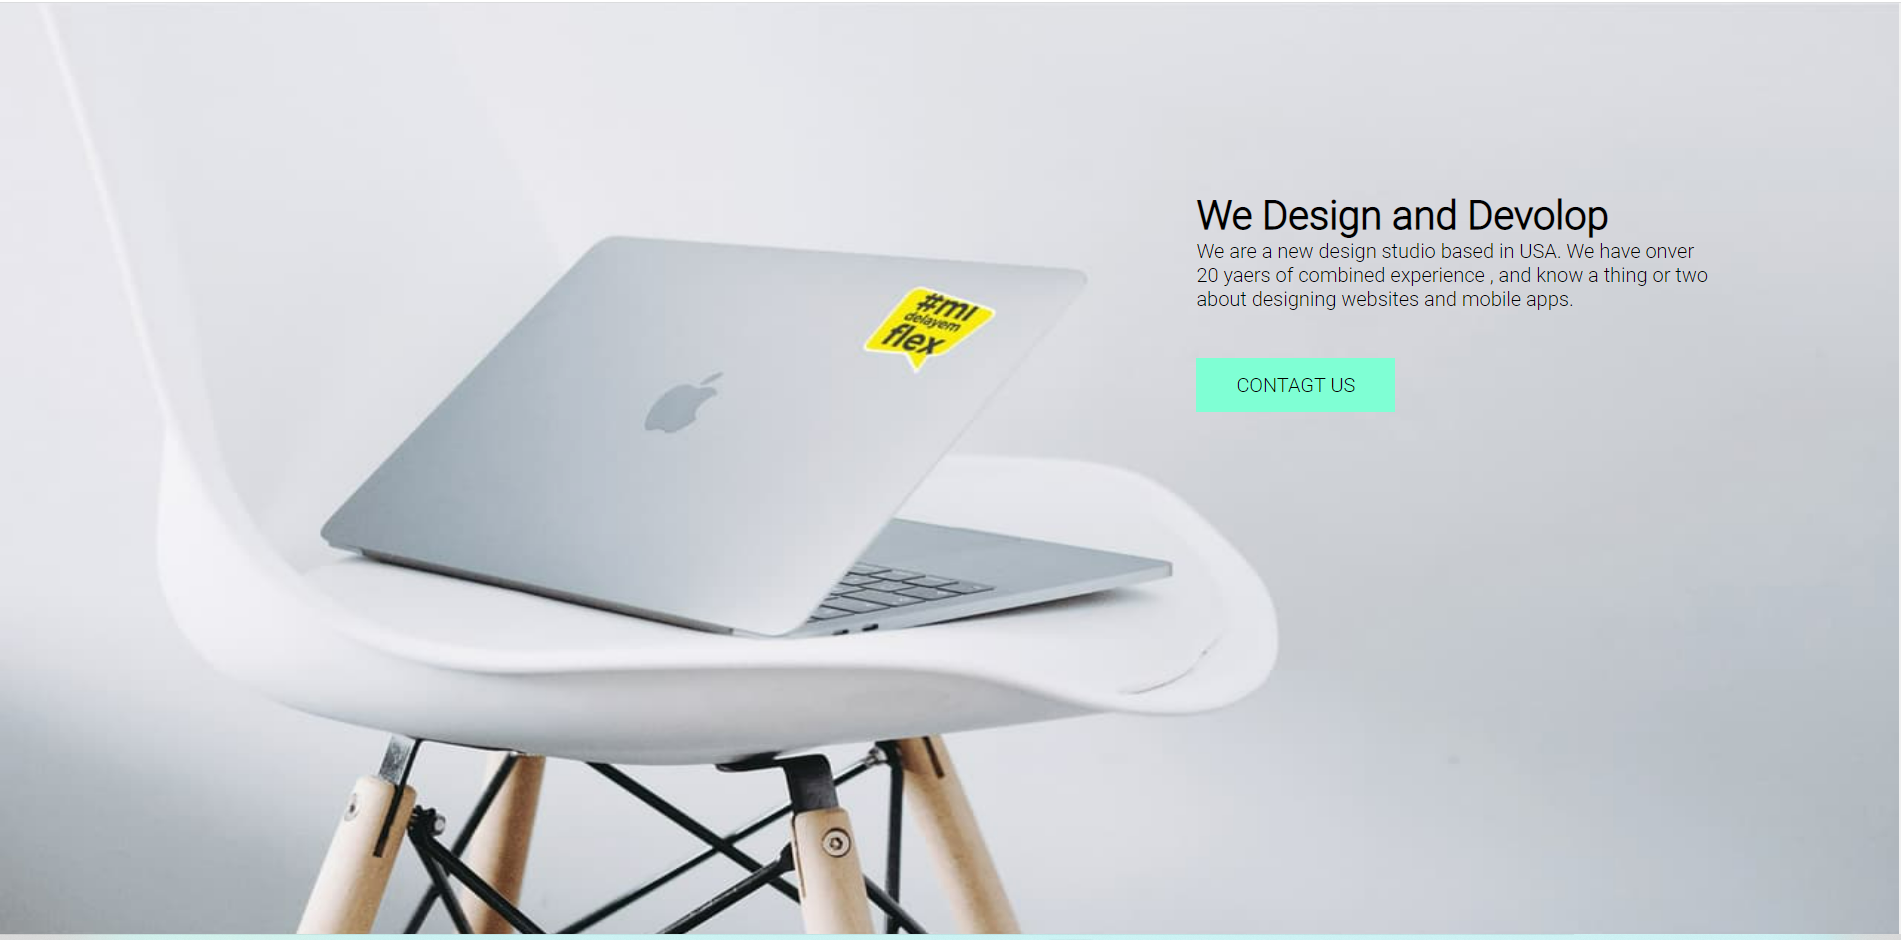 We Design and Devolop
We are a new design studio based in USA. We have onver
20 yaers of combined experience , and know a thing or two
about designing websites and mobile apps.
#mi
delayem
flex
CONTAGT US